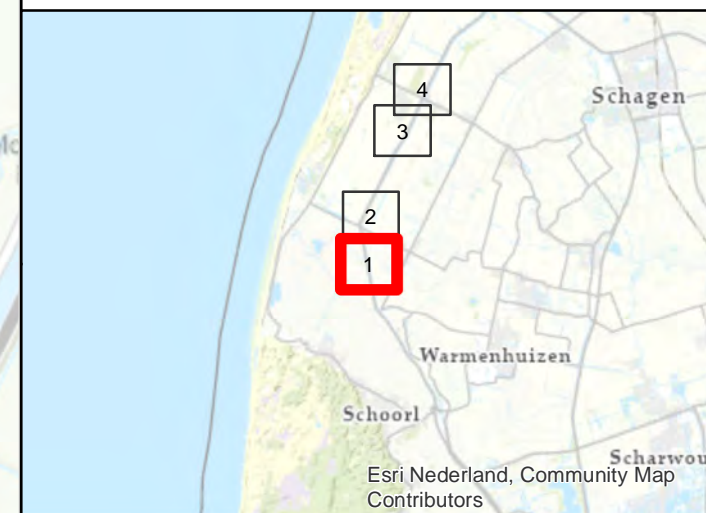 4
Schagen
3
2
1
Warmenhuizen
Schoorl
Scharwou
Esri Nederland, Community Map
Contributors